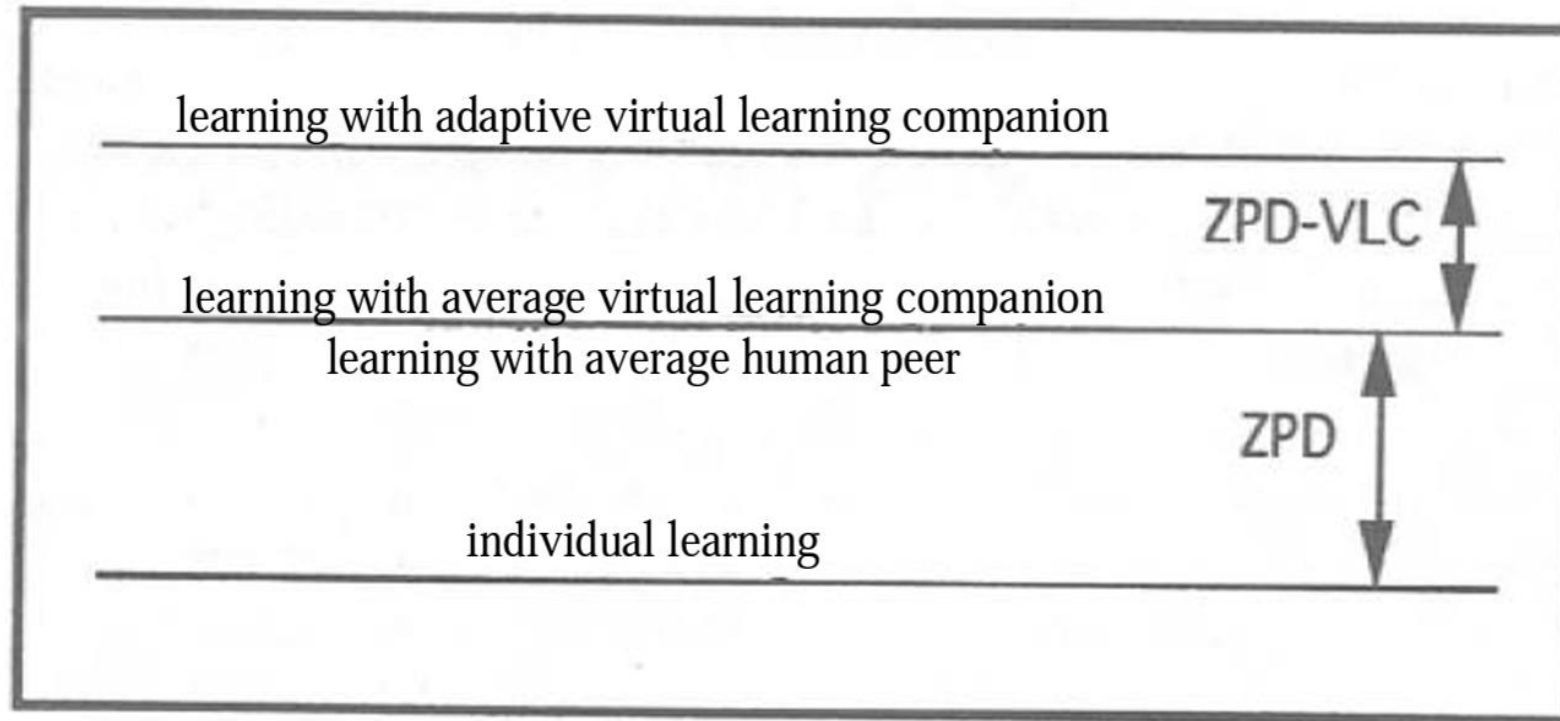 learning with adaptive virtual learning companion
ZPD-VLC
learning with average virtual learning companion
learning with average human peer
ZPD
individual learning